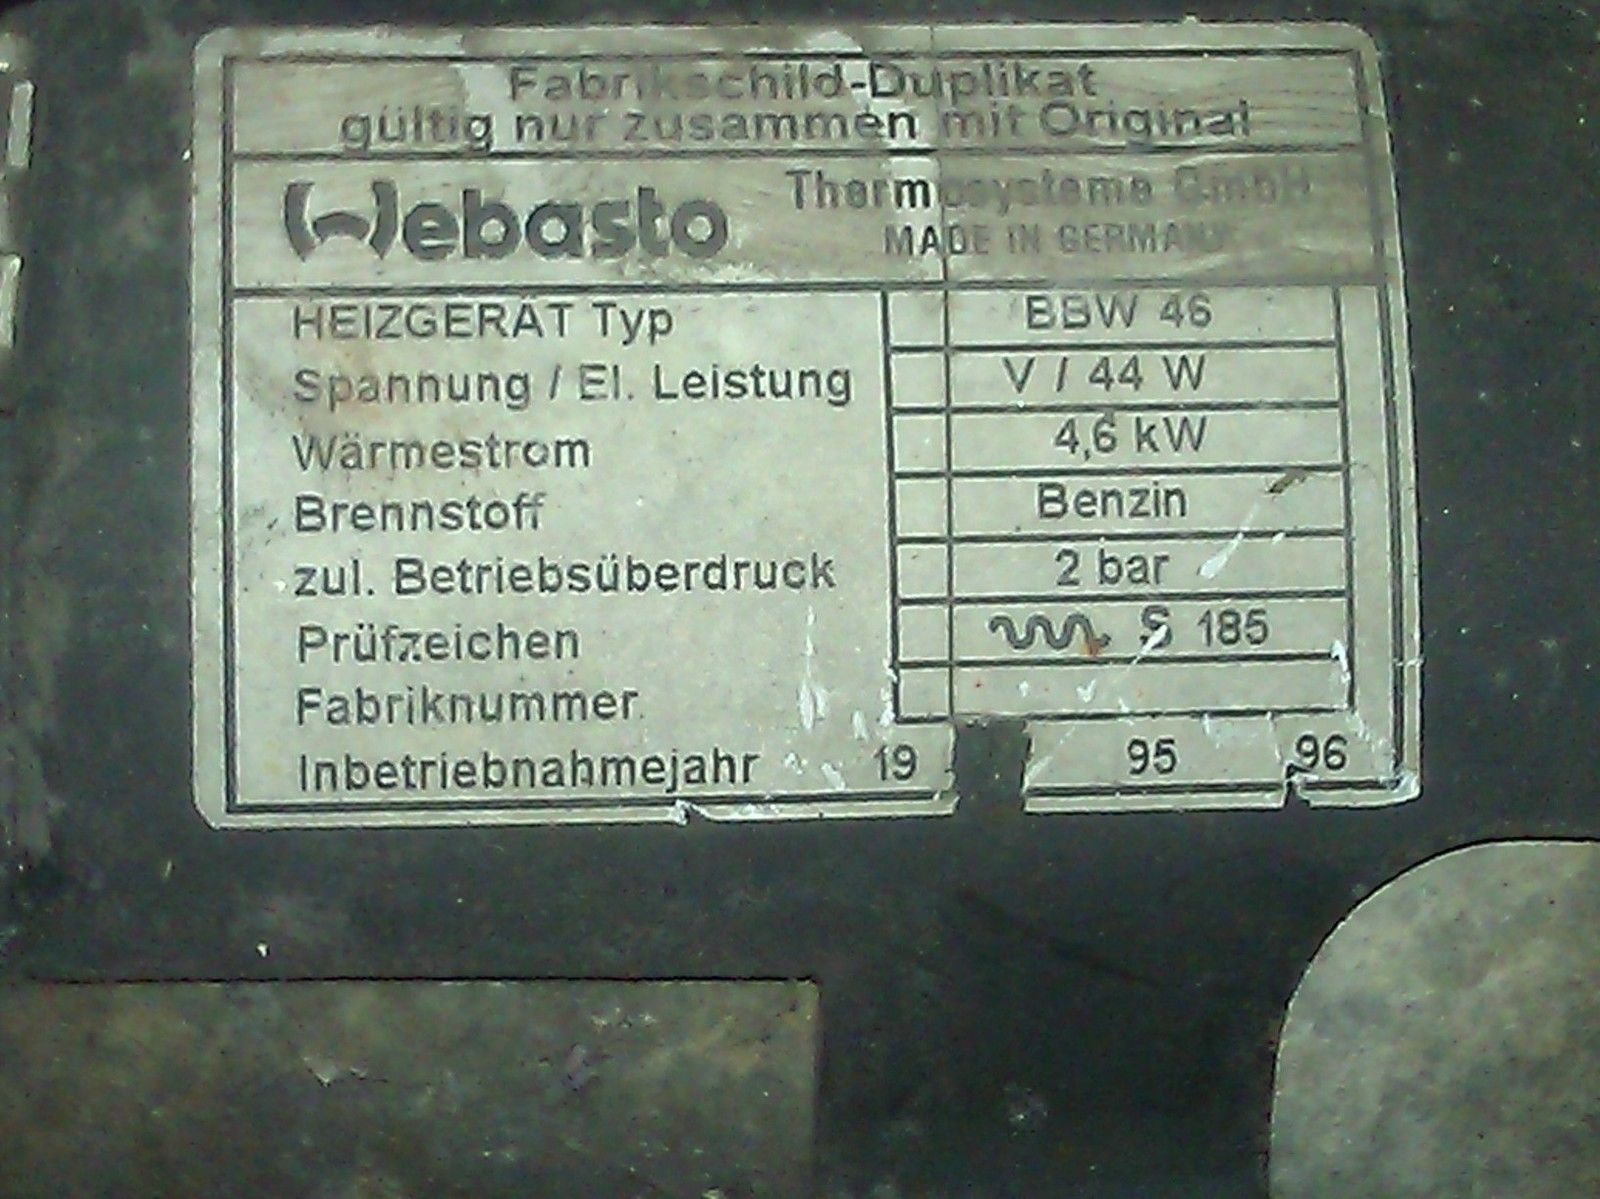 Fabrikschild-Duplikat
gültig nur zusammen mit Original
Webasto Thermosysteme GmbH
MADE IN GERMANY
HEIZGERÄT Typ BBW 46
Spannung / El. Leistung V / 44 W
Wärmestrom 4,6 kW
Brennstoff Benzin
zul. Betriebsüberdruck 2 bar
Prüfzeichen S 185
Fabriknummer
Inbetriebnahmejahr 19 95 96